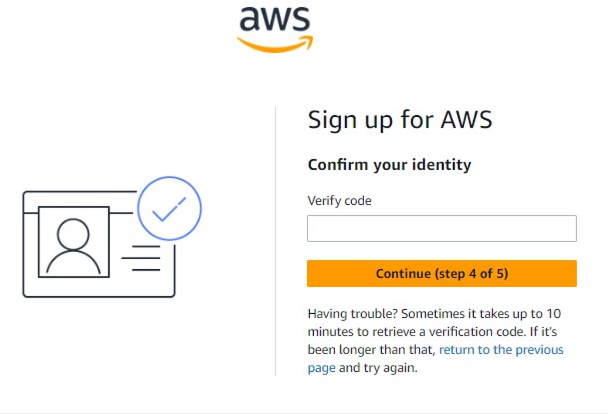 aws
Sign up for AWS
Confirm your identity
Verify code
Continue (step 4 of 5)
Having trouble? Sometimes it takes up to 10
minutes to retrieve a verification code. If it's
been longer than that, return to the previous
page and try again.